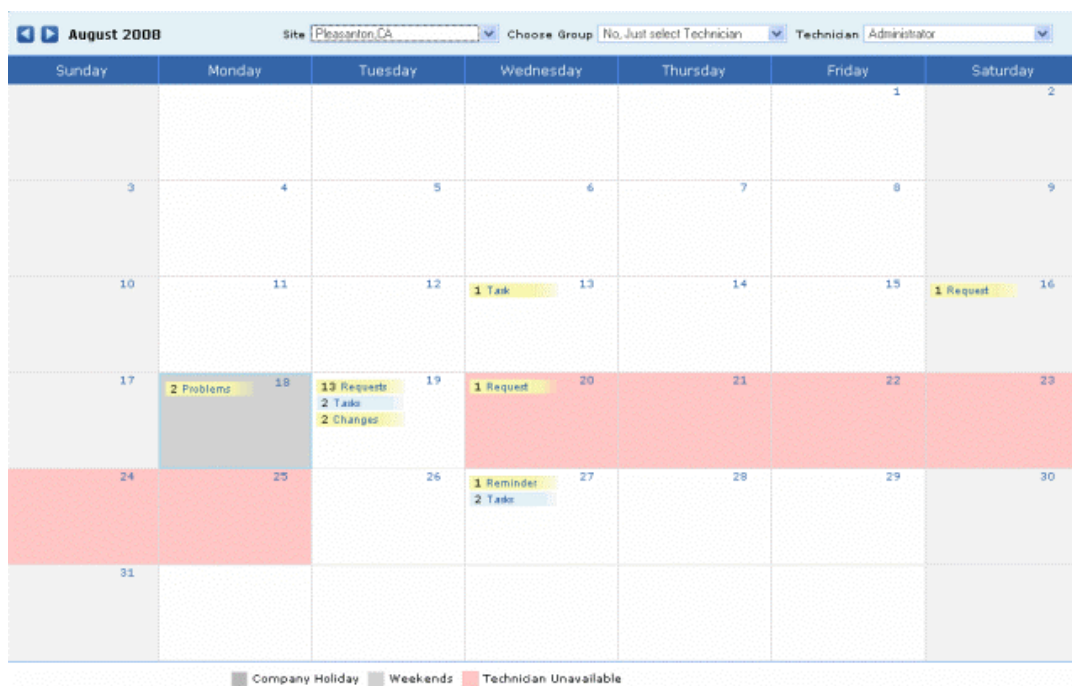 August 2008 Site Pleasanton,CA Choose Group No, Just select Technician Technician Administrator
Sunday Monday Tuesday Wednesday Thursday Friday Saturday
1 2
3 4 5 6 7 8 9
10 11 12 1 Task 13 14 15 1 Request 16
17 2 Problems 18 13 Requests 19 1 Request 20 21 22 23
2 Tasks
2 Changes
24 25 26 1 Reminder 27 28 29 30
2 Tasks
31
Company Holiday Weekends Technician Unavailable